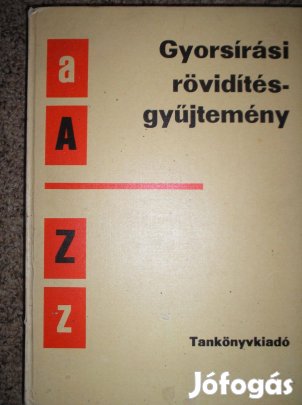 a
A
Z
z
Gyorsírási
rövidítés-
gyűjtemény
Tankönyvkiadó
Jófogás